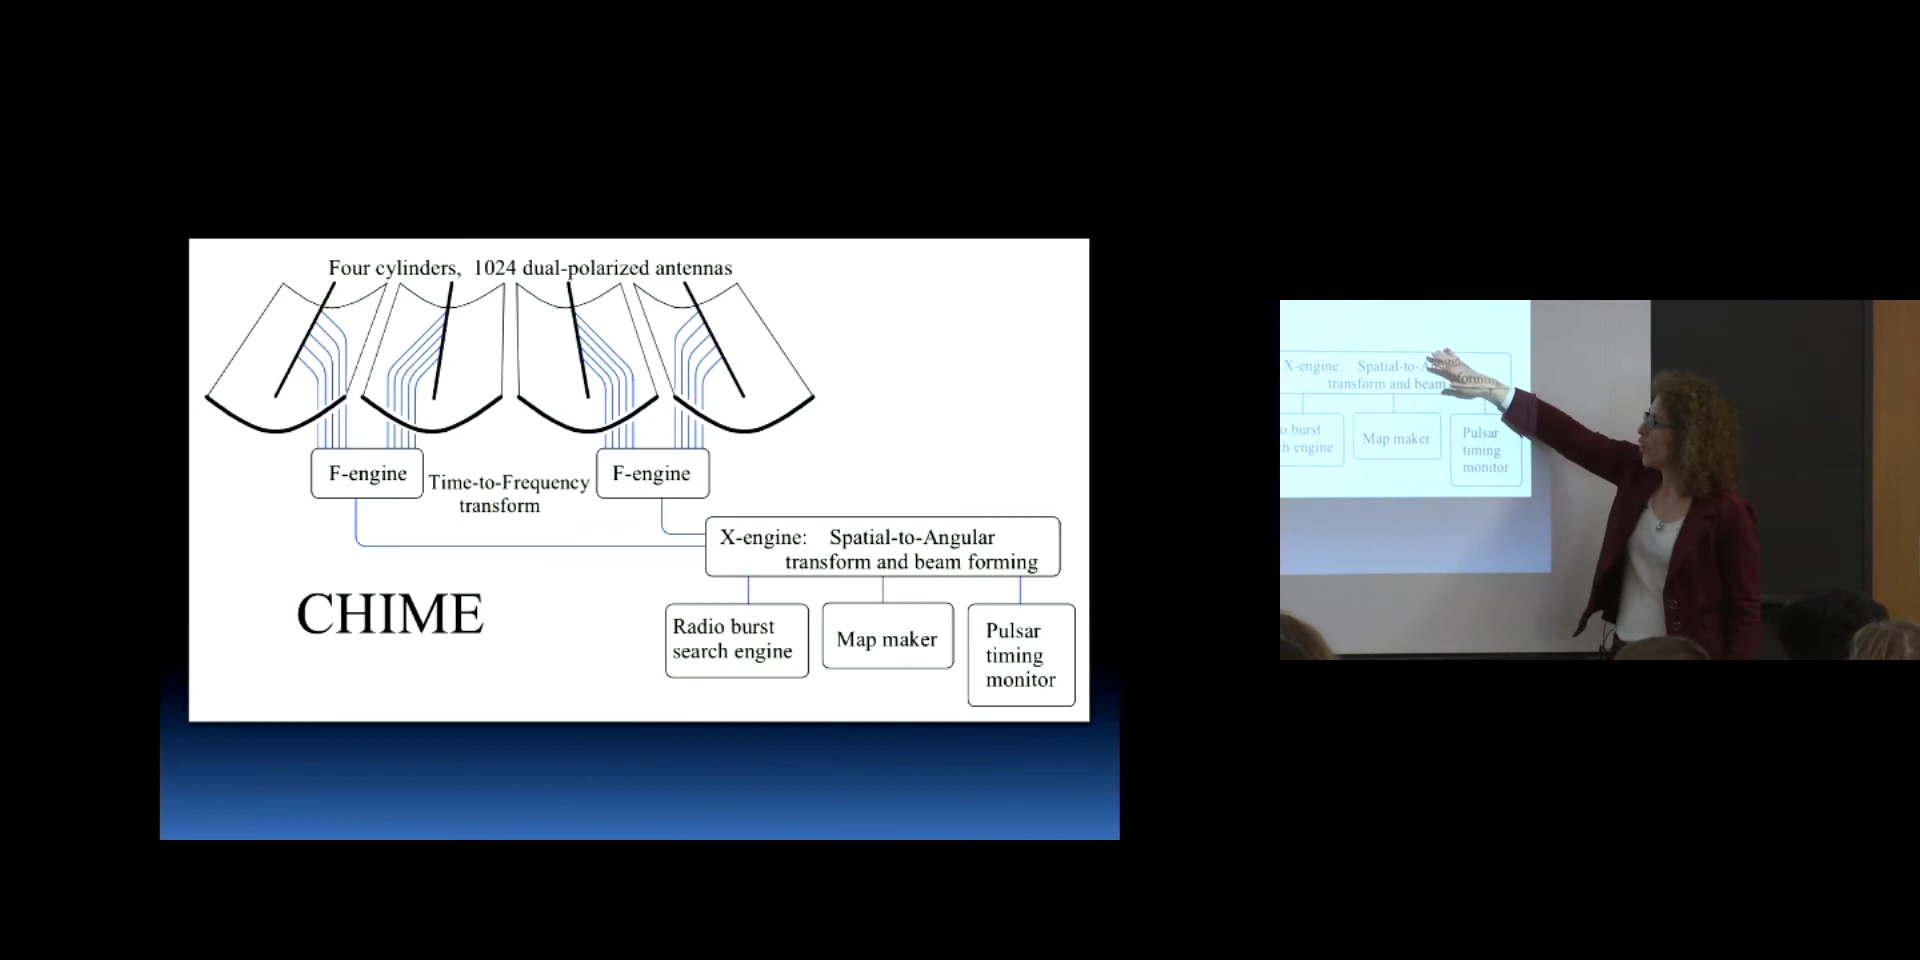 Four cylinders, 1024 dual-polarized antennas
F-engine
Time-to-Frequency
transform
F-engine
X-engine: Spatial-to-Angular
transform and beam forming
CHIME
Radio burst
search engine
Map maker
Pulsar
timing
monitor
X-engine: Spatial-to-
transform and beam forming
burst
engine
Map maker
Pulsar
timing
monitor